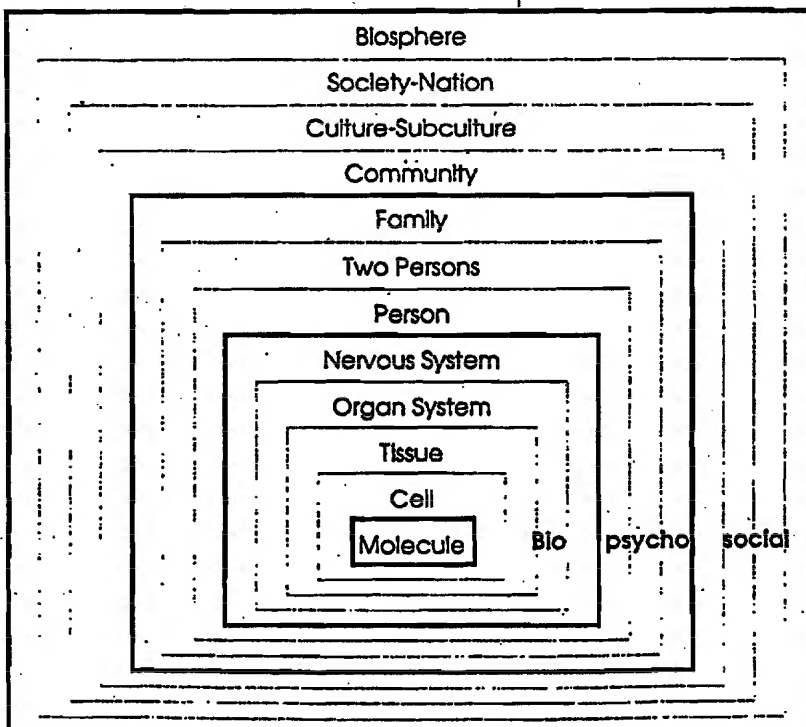 Biosphere
Society-Nation
Culture-Subculture
Community
Family
Two Persons
Person
Nervous System
Organ System
Tissue
Cell
Molecule Bio psycho social